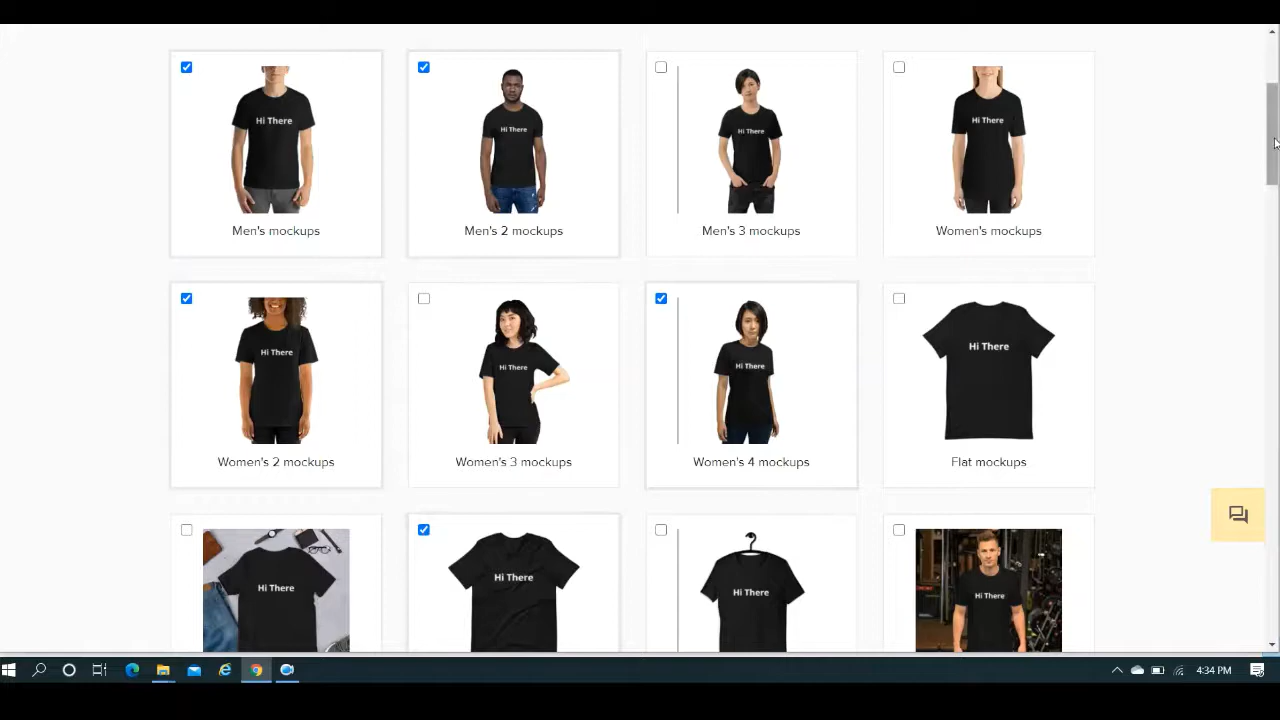 Hi There
Hi There
Hi There
Hi There
Men's mockups
Men's 2 mockups
Men's 3 mockups
Women's mockups
Hi There
Hi There
Hi There
Hi There
Women's 2 mockups
Women's 3 mockups
Women's 4 mockups
Flat mockups
Hi There
Hi There
Hi There
Hi There
4:34 PM